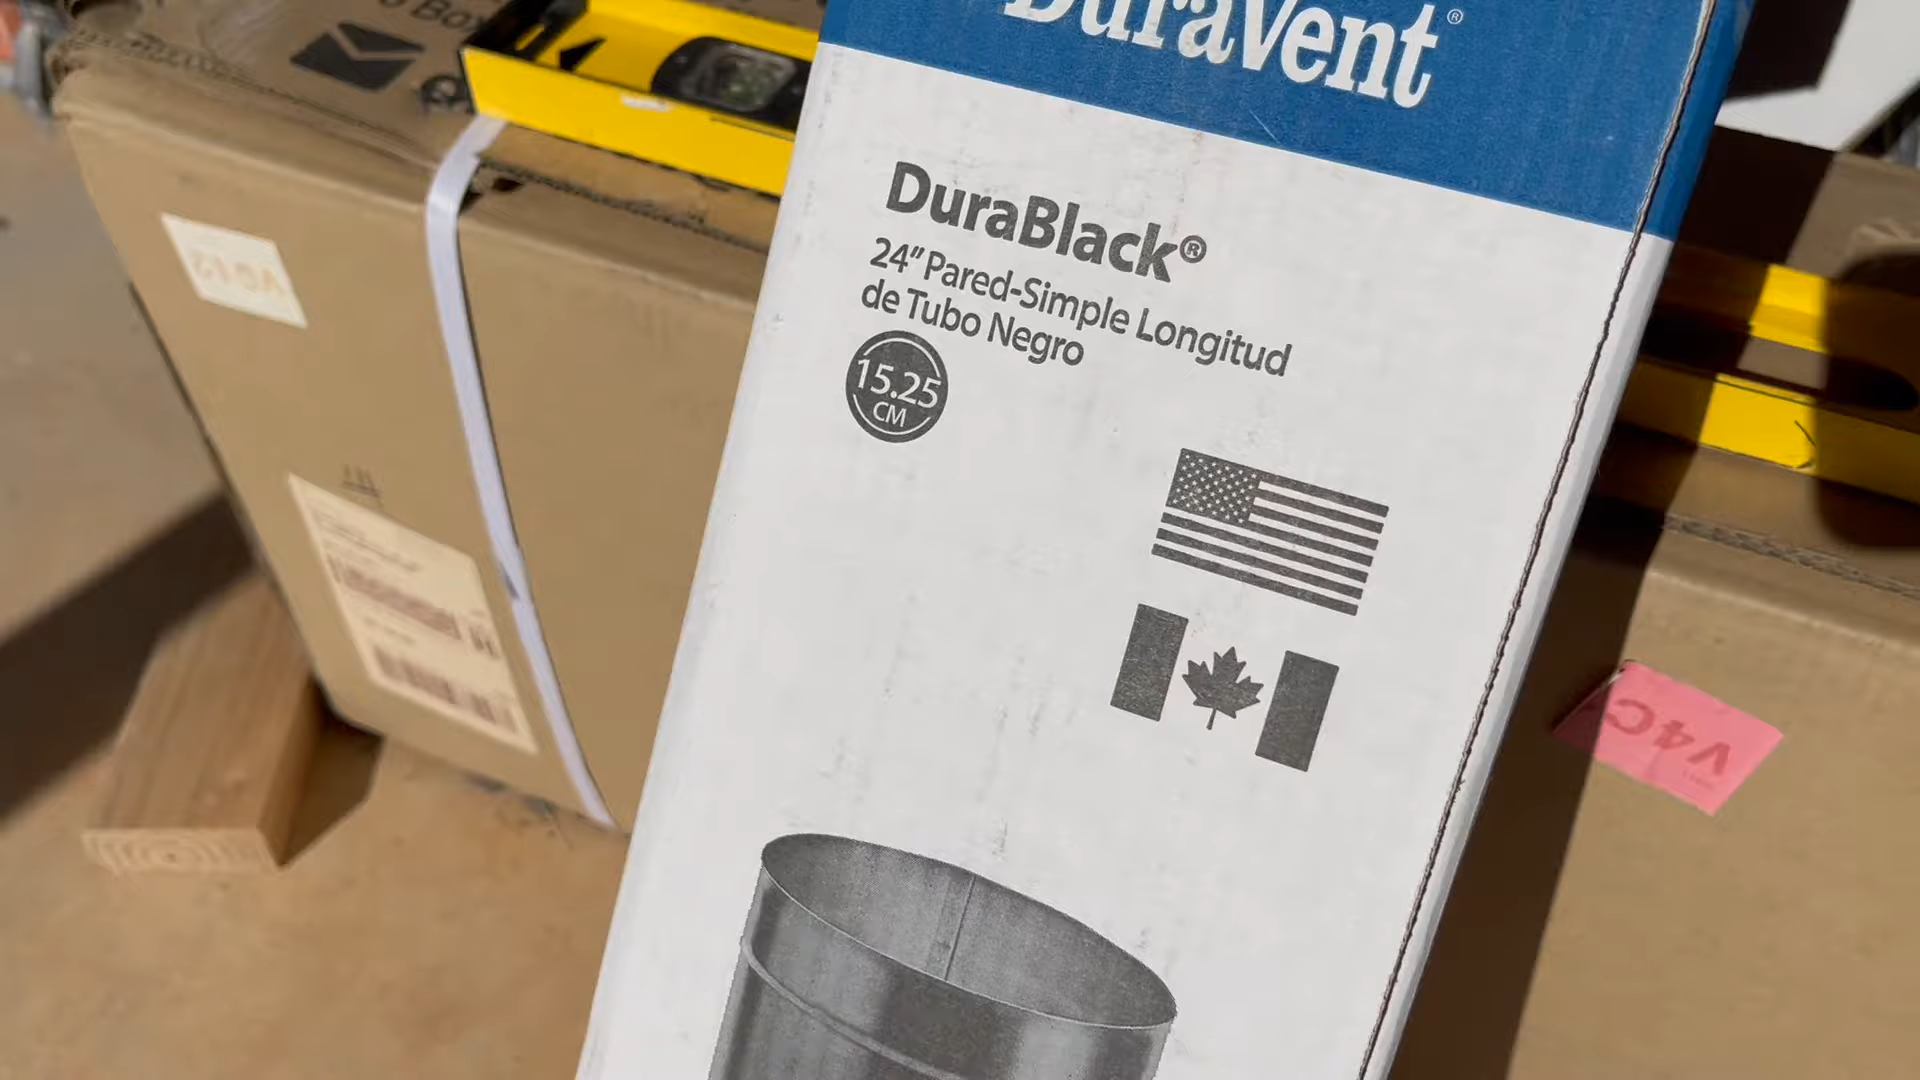 DuraVent®
DuraBlack®
24" Pared-Simple Longitud
de Tubo Negro
15.25
CM
V4C